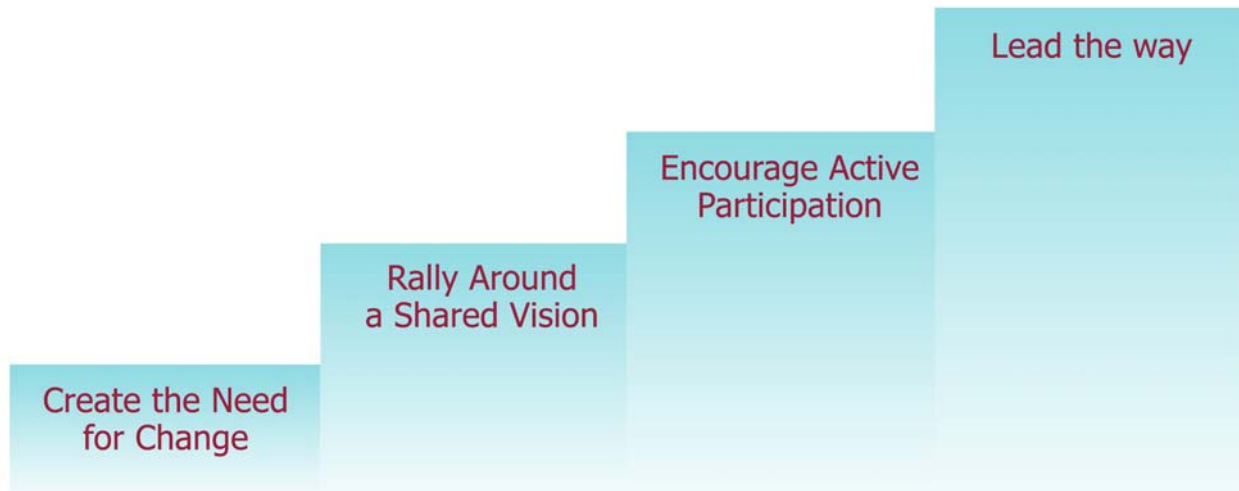 Create the Need
for Change
Rally Around
a Shared Vision
Encourage Active
Participation
Lead the way